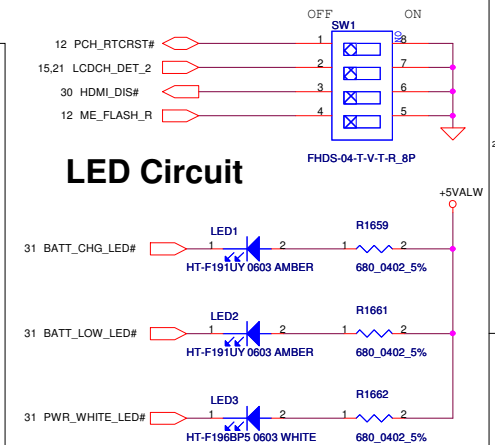 OFF ON
SW1
12 PCH_RTCRST# 1 8
NO
15,21 LCDCH_DET_2 2 7
30 HDMI_DIS# 3 6
12 ME_FLASH_R 4 5
FHDS-04-T-V-T-R_8P
LED Circuit
+5VALW
LED1 R1659
31 BATT_CHG_LED# 1 2 1 2
HT-F191UY 0603 AMBER 680_0402_5%
LED2 R1661
31 BATT_LOW_LED# 1 2 1 2
HT-F191UY 0603 AMBER 680_0402_5%
LED3 R1662
31 PWR_WHITE_LED# 1 2 1 2
HT-F196BP5 0603 WHITE 680_0402_5%